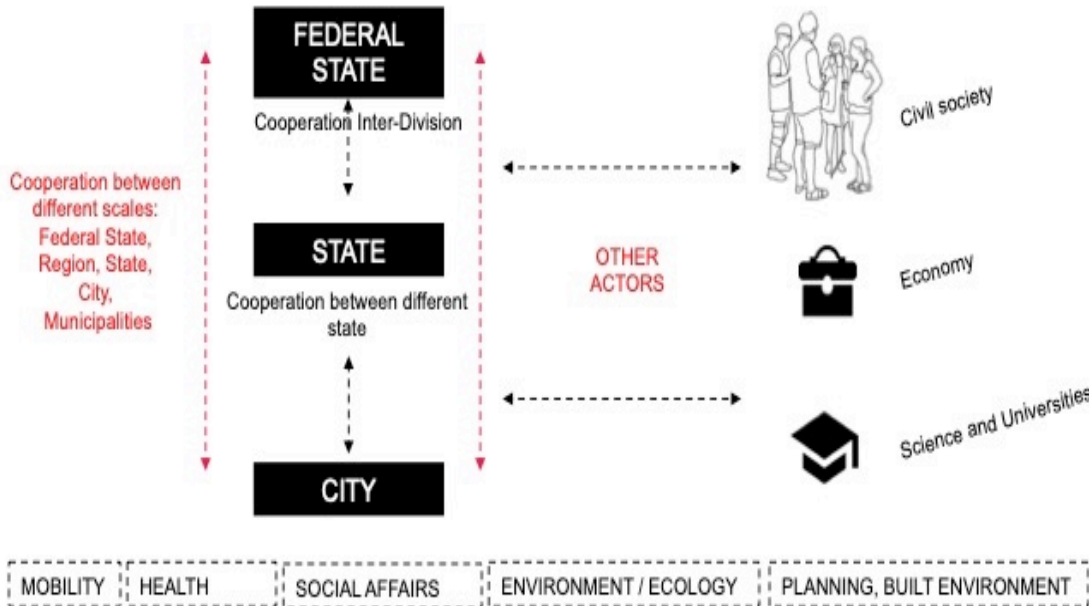 FEDERAL
STATE
Cooperation Inter-Division
Civil society
Cooperation between
different scales:
Federal State,
Region, State,
City,
Municipalities
STATE
Cooperation between different
state
OTHER
ACTORS
Economy
Science and Universities
CITY
MOBILITY
HEALTH
SOCIAL AFFAIRS
ENVIRONMENT / ECOLOGY
PLANNING, BUILT ENVIRONMENT